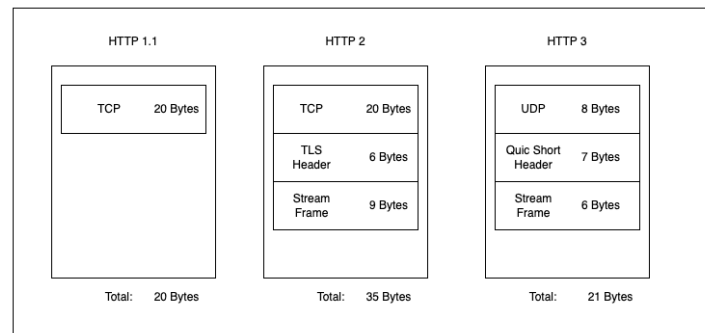 HTTP 1.1
TCP 20 Bytes
Total: 20 Bytes
HTTP 2
TCP 20 Bytes
TLS
Header 6 Bytes
Stream
Frame 9 Bytes
Total: 35 Bytes
HTTP 3
UDP 8 Bytes
Quic Short
Header 7 Bytes
Stream
Frame 6 Bytes
Total: 21 Bytes